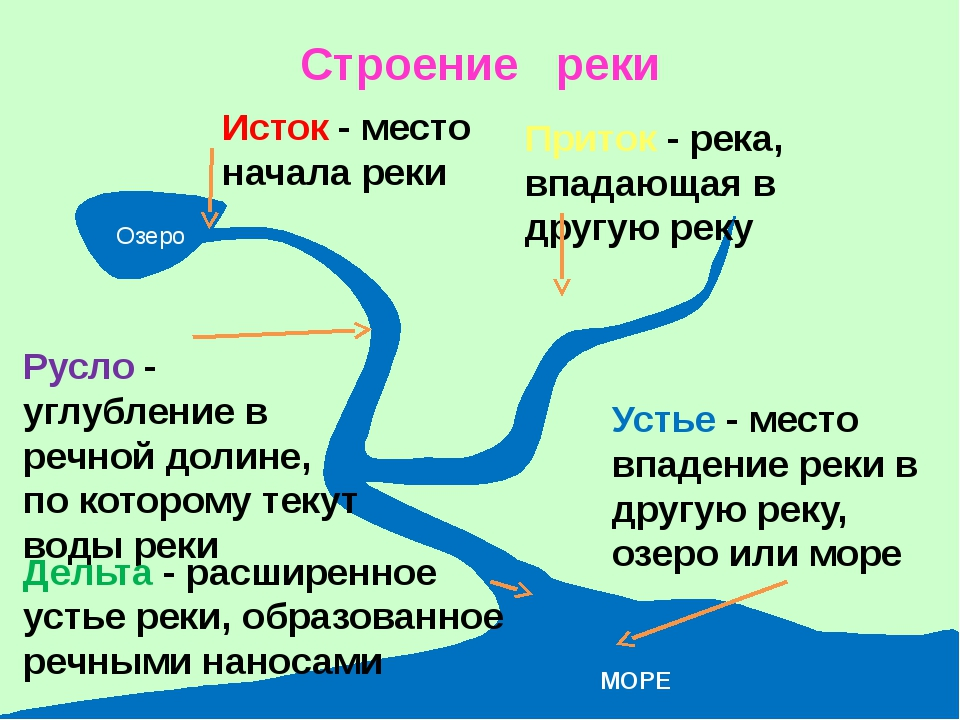 Строение реки
Исток - место
начала реки
Приток - река,
впадающая в
другую реку
Озеро
Русло -
углубление в
речной долине,
по которому текут
воды реки
Устье - место
впадение реки в
другую реку,
озеро или море
Дельта - расширенное
устье реки, образованное
речными наносами
МОРЕ